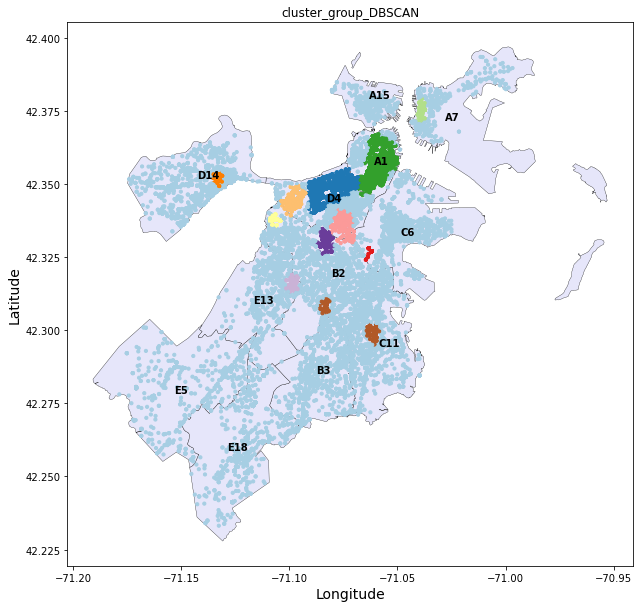 cluster_group_DBSCAN
42.400
42.375
42.350
42.325
42.300
42.275
42.250
42.225
Latitude
A15
A7
A1
D14
D4
C6
B2
E13
C11
B3
E5
E18
−71.20
−71.15
−71.10
−71.05
−71.00
−70.95
Longitude